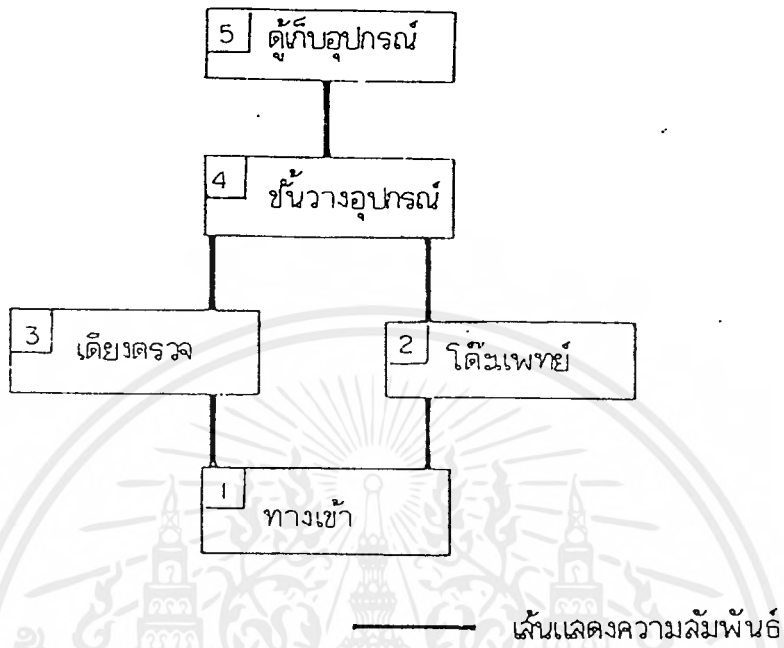 5 ตู้เก็บอุปกรณ์
4 ชั้นวางอุปกรณ์
3 เตียงตรวจ
2 โต๊ะแพทย์
1 ทางเข้า
เส้นแสดงความสัมพันธ์